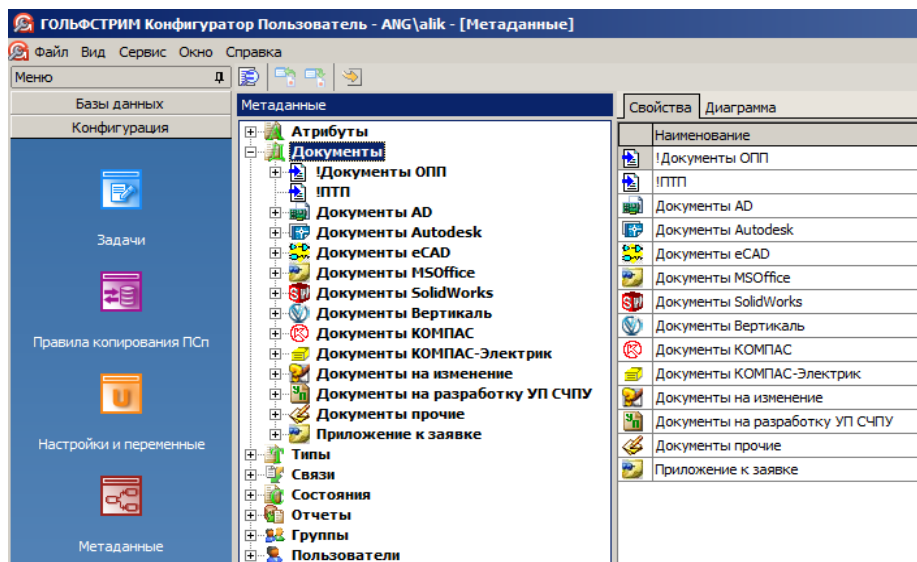 ГОЛЬФСТРИМ Конфигуратор Пользователь - ANG\alik - [Метаданные]
Файл Вид Сервис Окно Справка
Меню
Базы данных
Конфигурация
Задачи
Правила копирования ПСп
Настройки и переменные
Метаданные
Метаданные
Атрибуты
Документы
!Документы ОПП
!ПТП
Документы AD
Документы Autodesk
Документы eCAD
Документы MSOffice
Документы SolidWorks
Документы Вертикаль
Документы КОМПАС
Документы КОМПАС-Электрик
Документы на изменение
Документы на разработку УП СЧПУ
Документы прочие
Приложение к заявке
Типы
Связи
Состояния
Отчеты
Группы
Пользователи
Свойства Диаграмма
Наименование
!Документы ОПП
!ПТП
Документы AD
Документы Autodesk
Документы eCAD
Документы MSOffice
Документы SolidWorks
Документы Вертикаль
Документы КОМПАС
Документы КОМПАС-Электрик
Документы на изменение
Документы на разработку УП СЧПУ
Документы прочие
Приложение к заявке